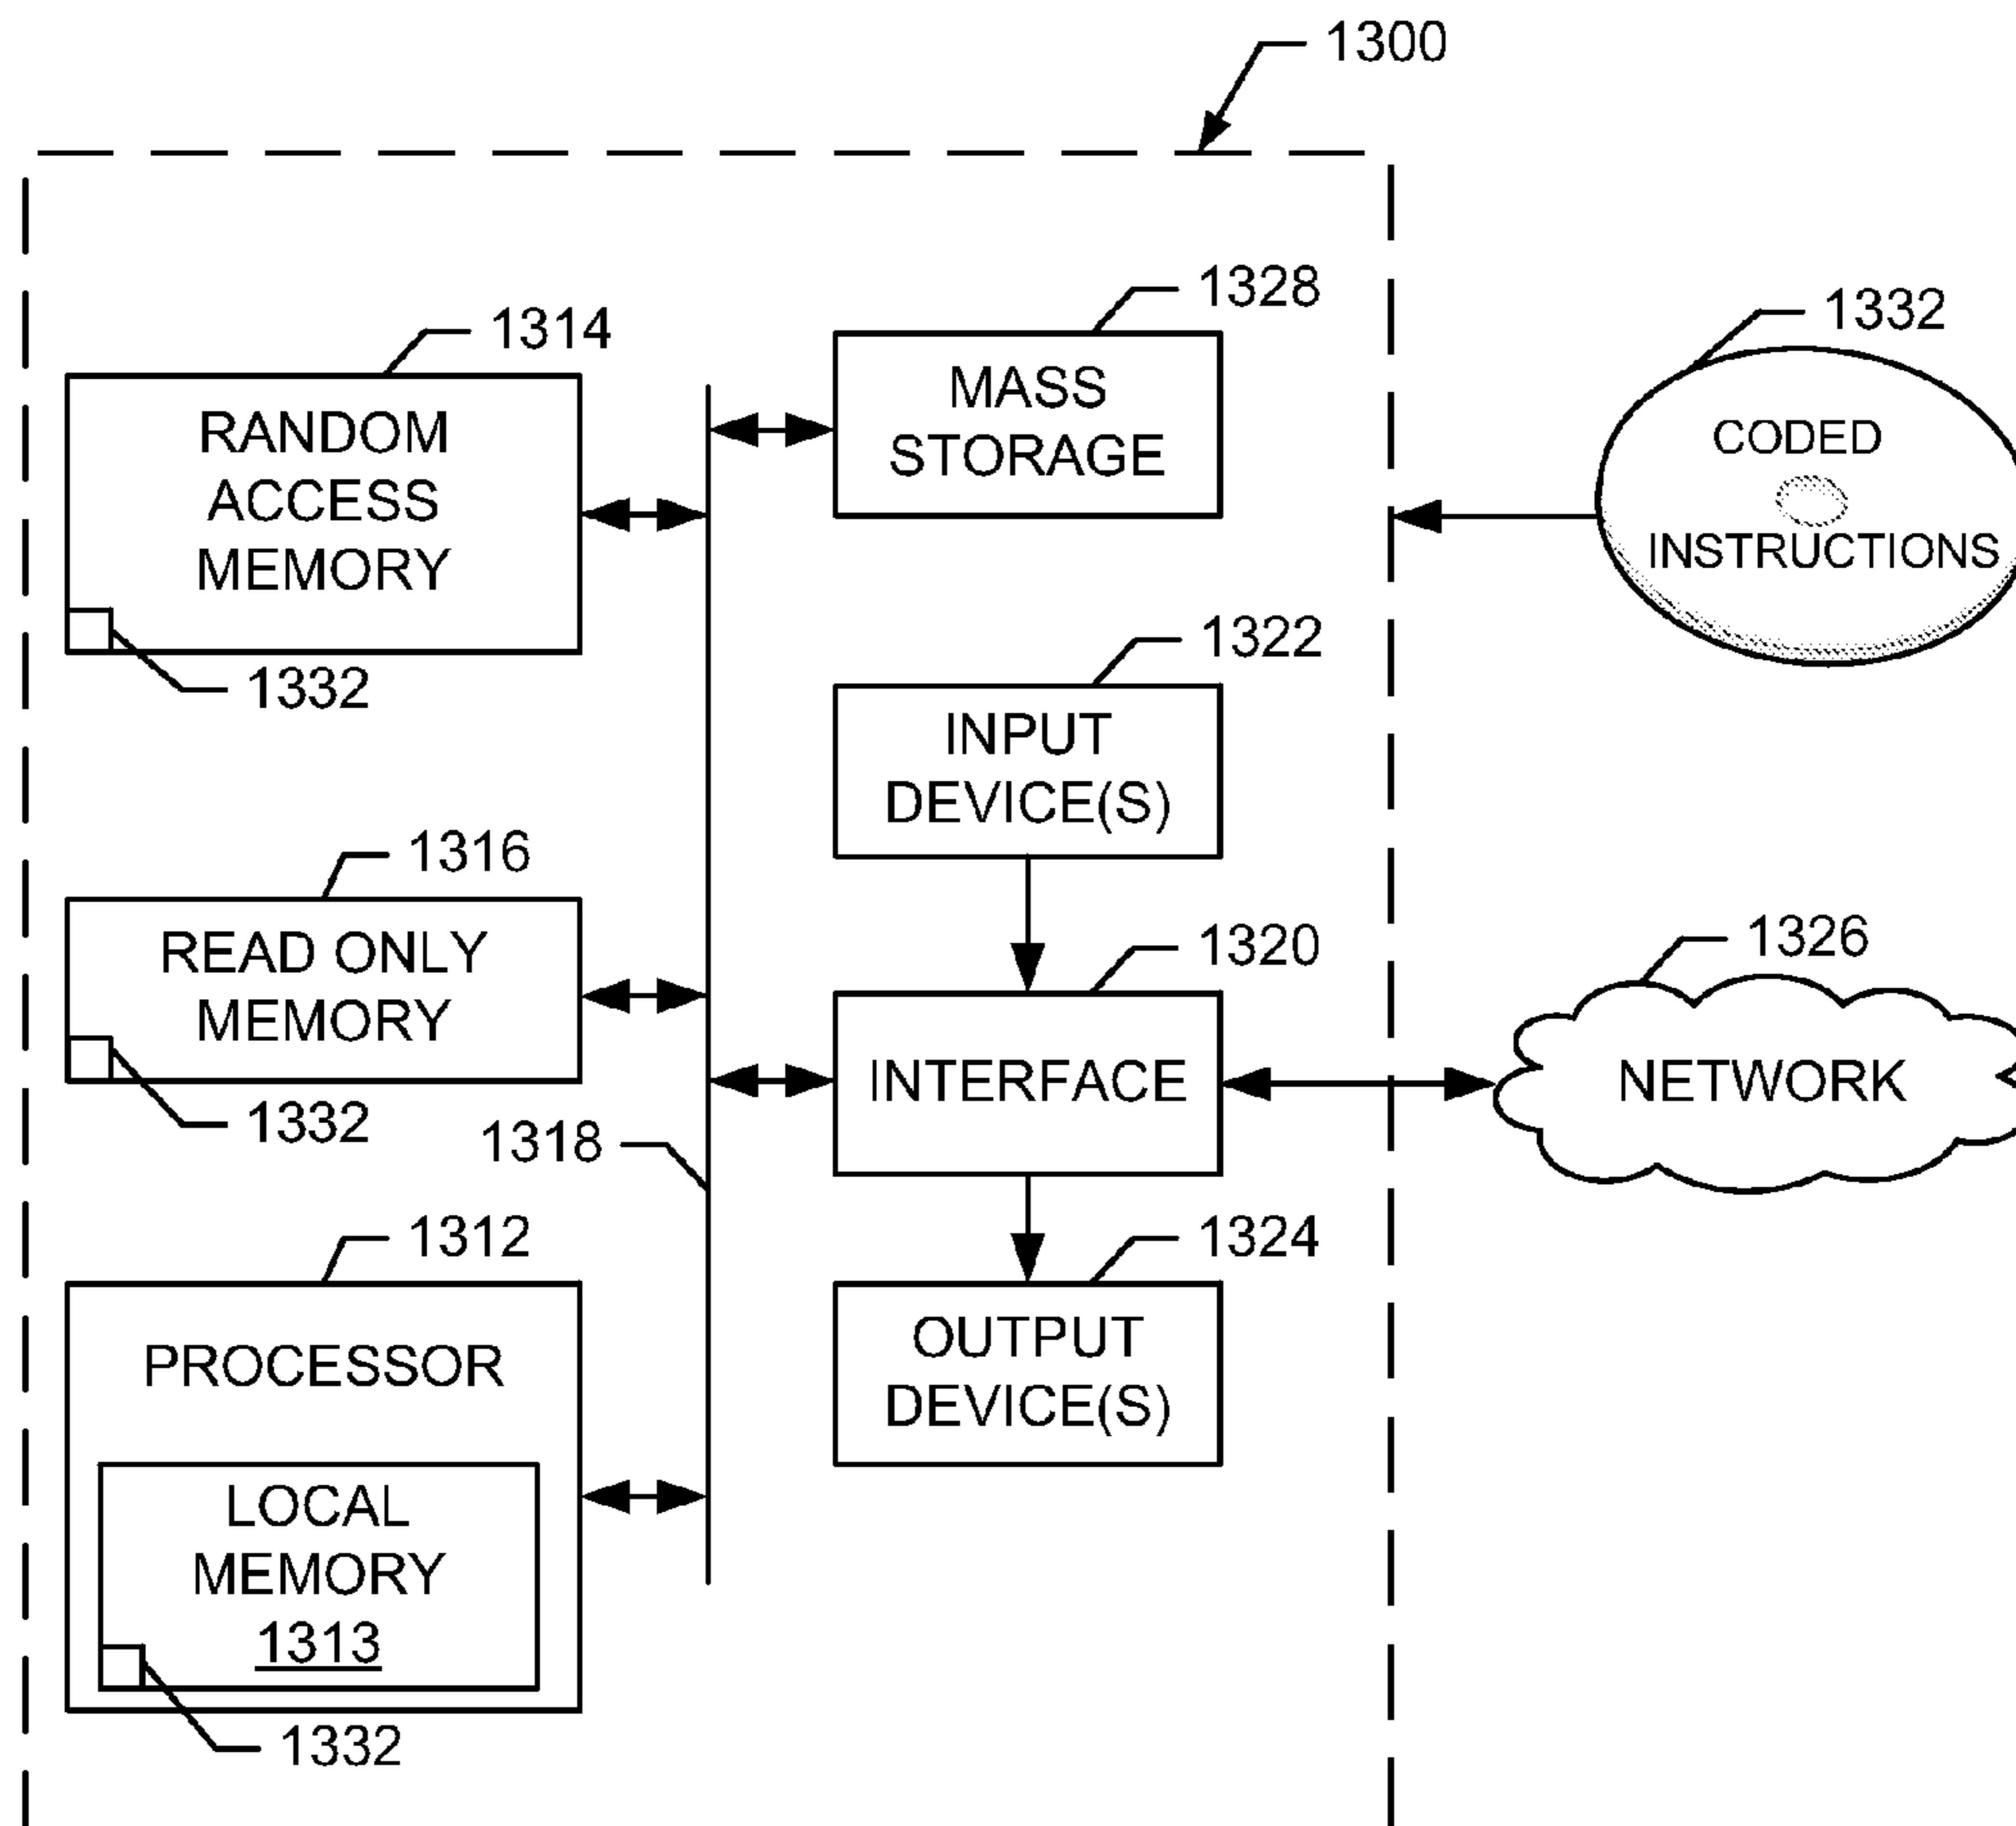 1300
1328
1314
1332
MASS
STORAGE
RANDOM
ACCESS
MEMORY
CODED
INSTRUCTIONS
1332
1322
INPUT
DEVICE(S)
1316
READ ONLY
MEMORY
1320
1326
INTERFACE
NETWORK
1332
1318
1312
1324
PROCESSOR
OUTPUT
DEVICE(S)
LOCAL
MEMORY
1313
1332